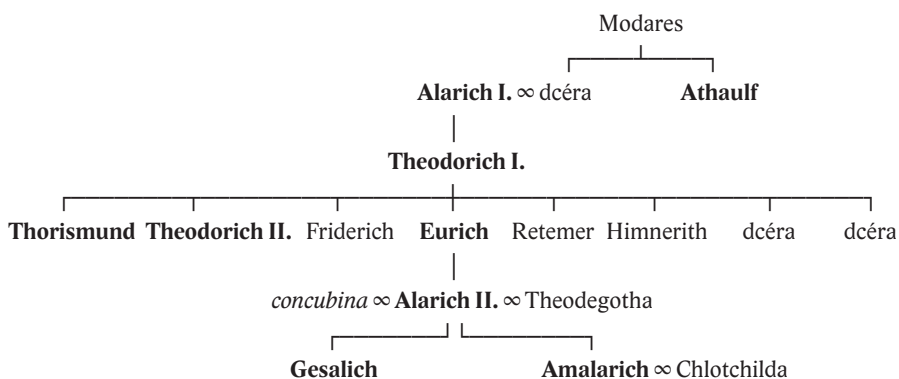 Modares
Alarich I. ∞ dcéra Athaulf
Theodorich I.
Thorismund Theodorich II. Friderich Eurich Retemer Himnerith dcéra dcéra
concubina ∞ Alarich II. ∞ Theodegotha
Gesalich Amalarich ∞ Chlotchilda